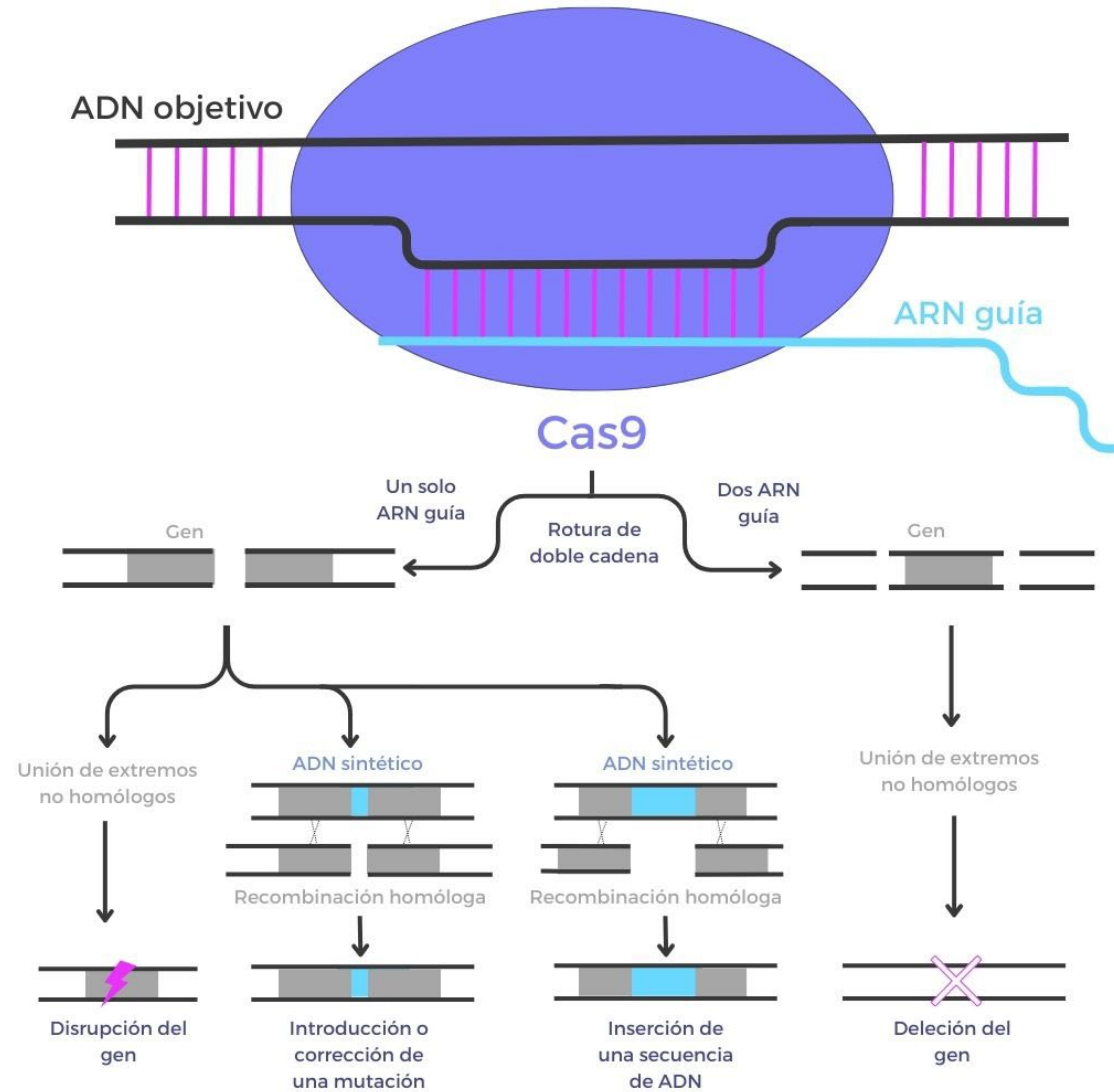 ADN objetivo
ARN guía
Cas9
Un solo
ARN guía
Rotura de
doble cadena
Dos ARN
guía
Gen
Gen
Unión de extremos
no homólogos
ADN sintético
Recombinación homóloga
ADN sintético
Recombinación homóloga
Unión de extremos
no homólogos
Disrupción del
gen
Introducción o
corrección de
una mutación
Inserción de
una secuencia
de ADN
Deleción del
gen